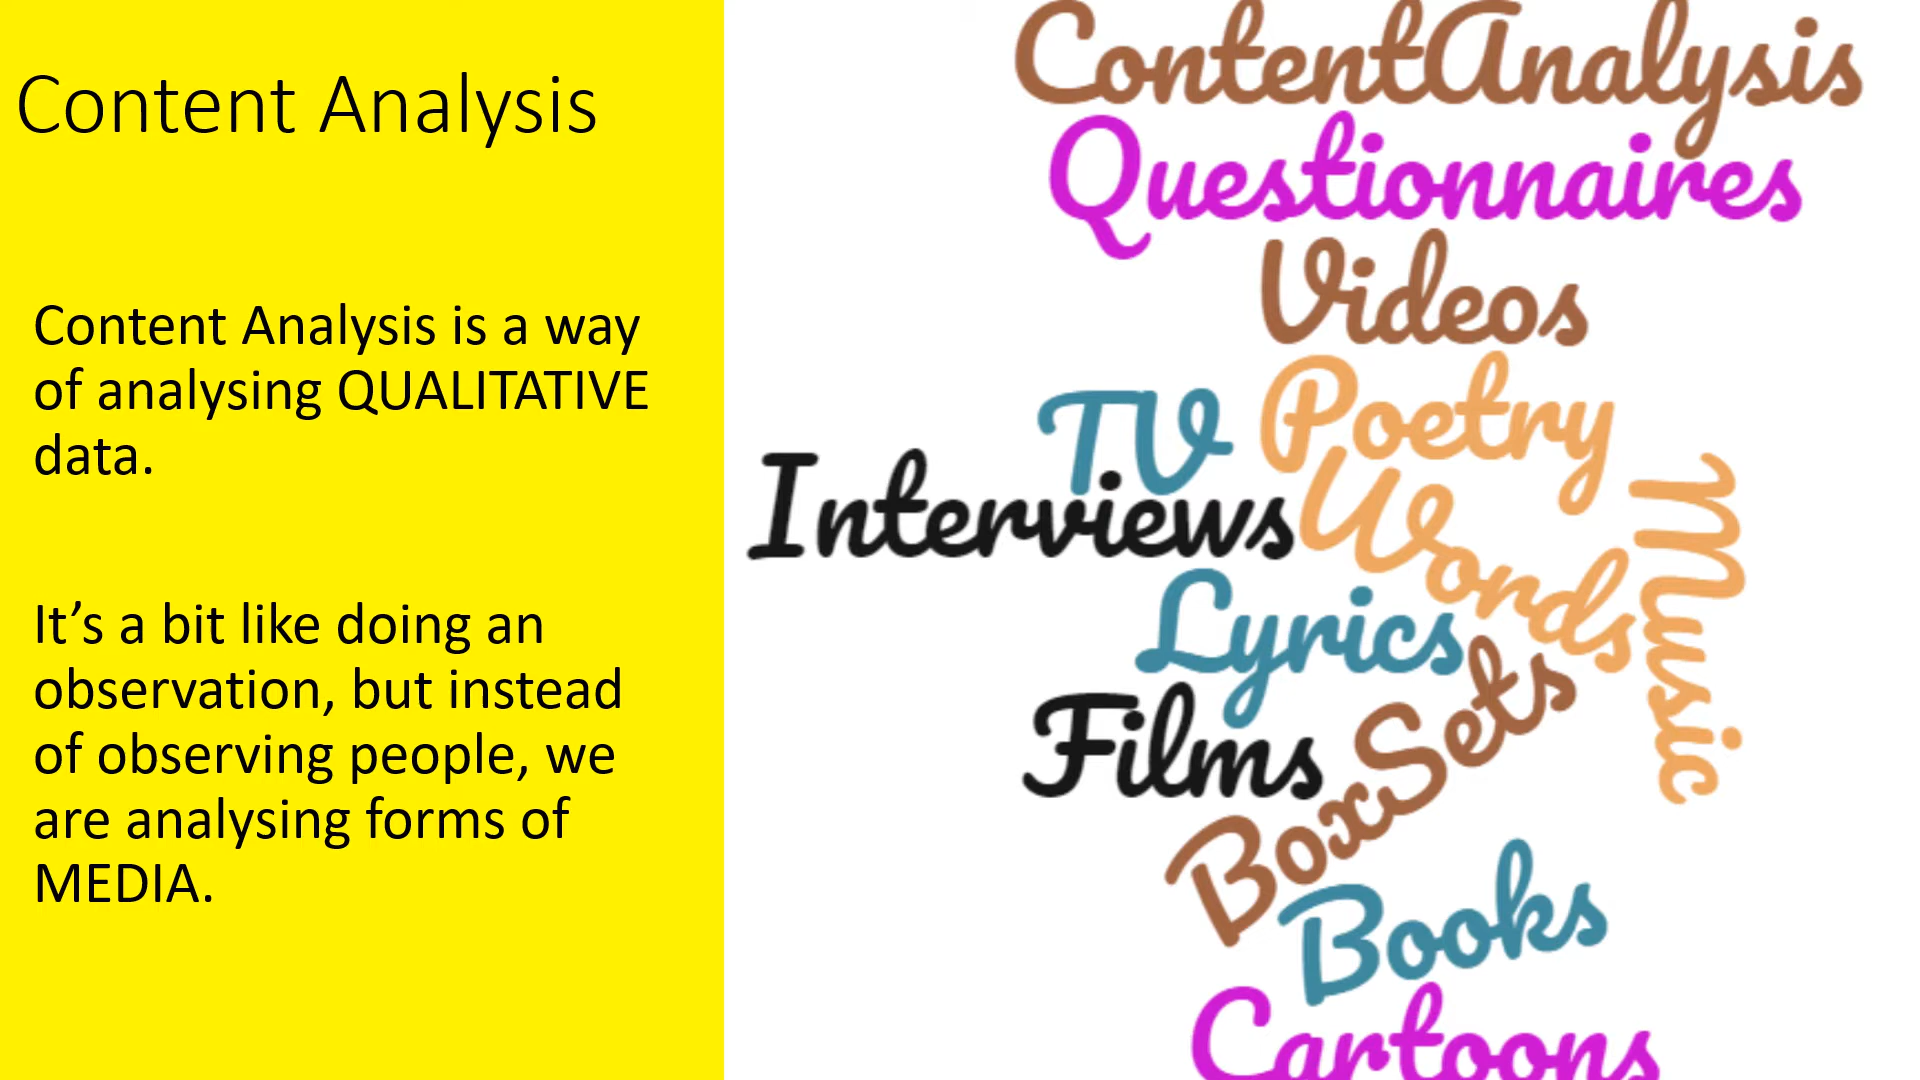 Content Analysis
Content Analysis is a way
of analysing QUALITATIVE
data.
It’s a bit like doing an
observation, but instead
of observing people, we
are analysing forms of
MEDIA.
ContentAnalysis
Questionnaires
Videos
TV
Poetry
Interviews
Words
Music
Lyrics
Films
BoxSets
Books
Cartoons